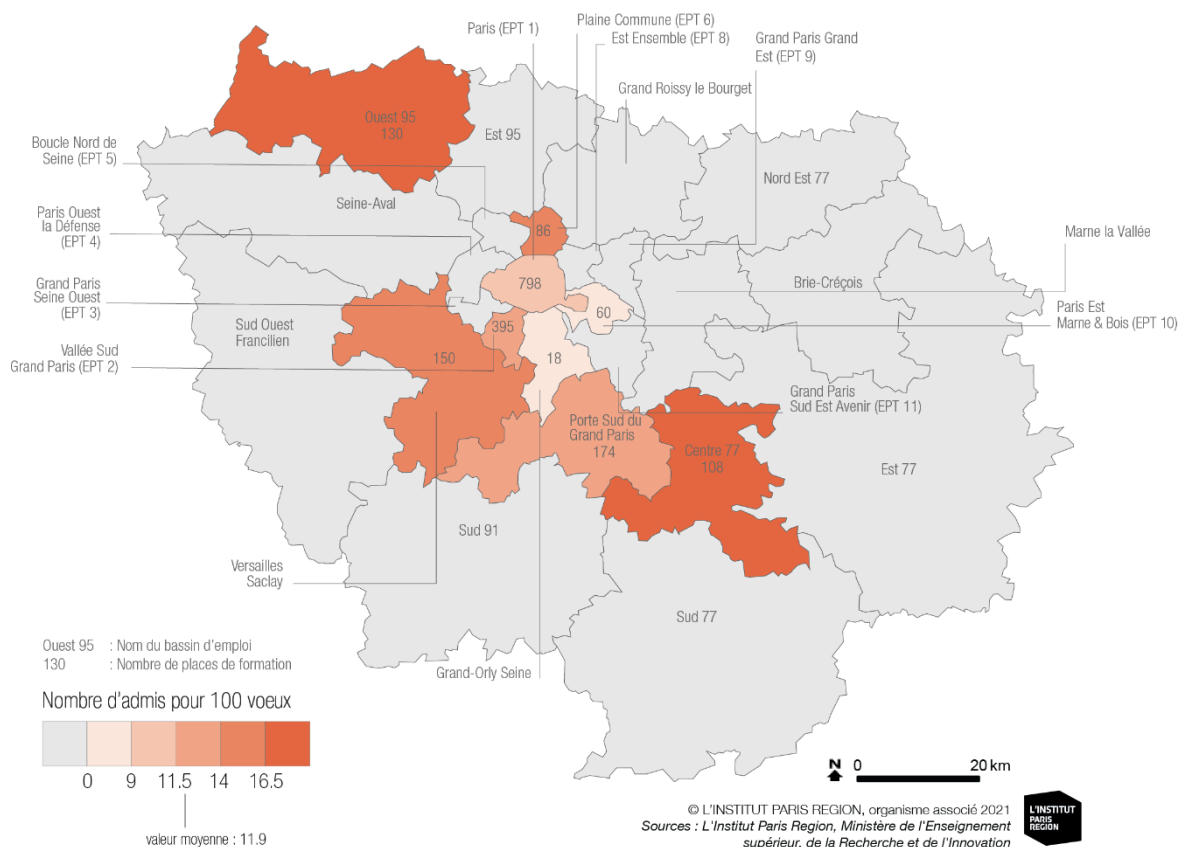 Paris (EPT 1)
Plaine Commune (EPT 6)
Est Ensemble (EPT 8)
Grand Paris Grand
Est (EPT 9)
Grand Roissy le Bourget
Ouest 95
130
Est 95
Boucle Nord de
Seine (EPT 5)
Nord Est 77
Seine-Aval
Paris Ouest
la Défense
(EPT 4)
86
Marne la Vallée
Grand Paris
Seine Ouest
(EPT 3)
798
Brie-Créçois
60
Paris Est
Marne & Bois (EPT 10)
Sud Ouest
Francilien
395
Vallée Sud
Grand Paris (EPT 2)
150
18
Grand Paris
Sud Est Avenir (EPT 11)
Porte Sud du
Grand Paris
174
Centre 77
108
Est 77
Sud 91
Versailles
Saclay
Sud 77
Grand-Orly Seine
Ouest 95 : Nom du bassin d'emploi
130 : Nombre de places de formation
Nombre d'admis pour 100 voeux
0 9 11.5 14 16.5
valeur moyenne : 11.9
N 0 20 km
© L'INSTITUT PARIS REGION, organisme associé 2021
Sources : L'Institut Paris Region, Ministère de l'Enseignement
supérieur, de la Recherche et de l'Innovation
L'INSTITUT
PARIS
REGION